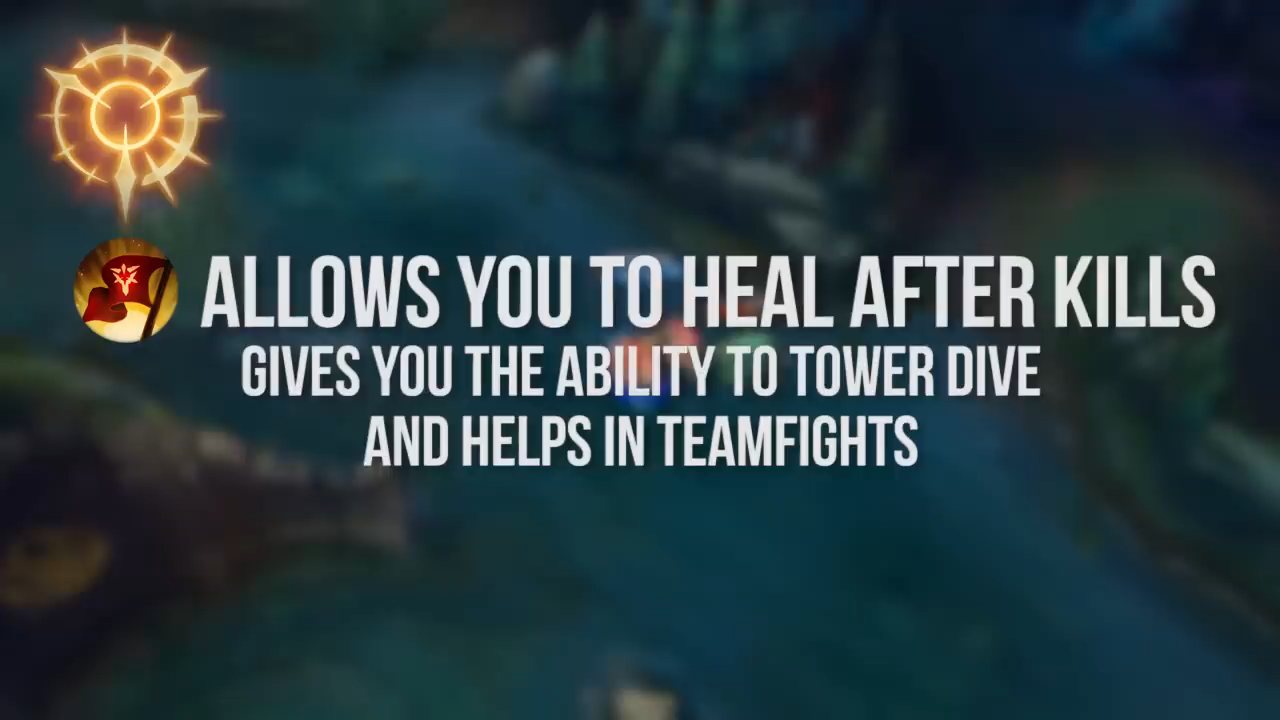 ALLOWS YOU TO HEAL AFTER KILLS
GIVES YOU THE ABILITY TO TOWER DIVE
AND HELPS IN TEAMFIGHTS